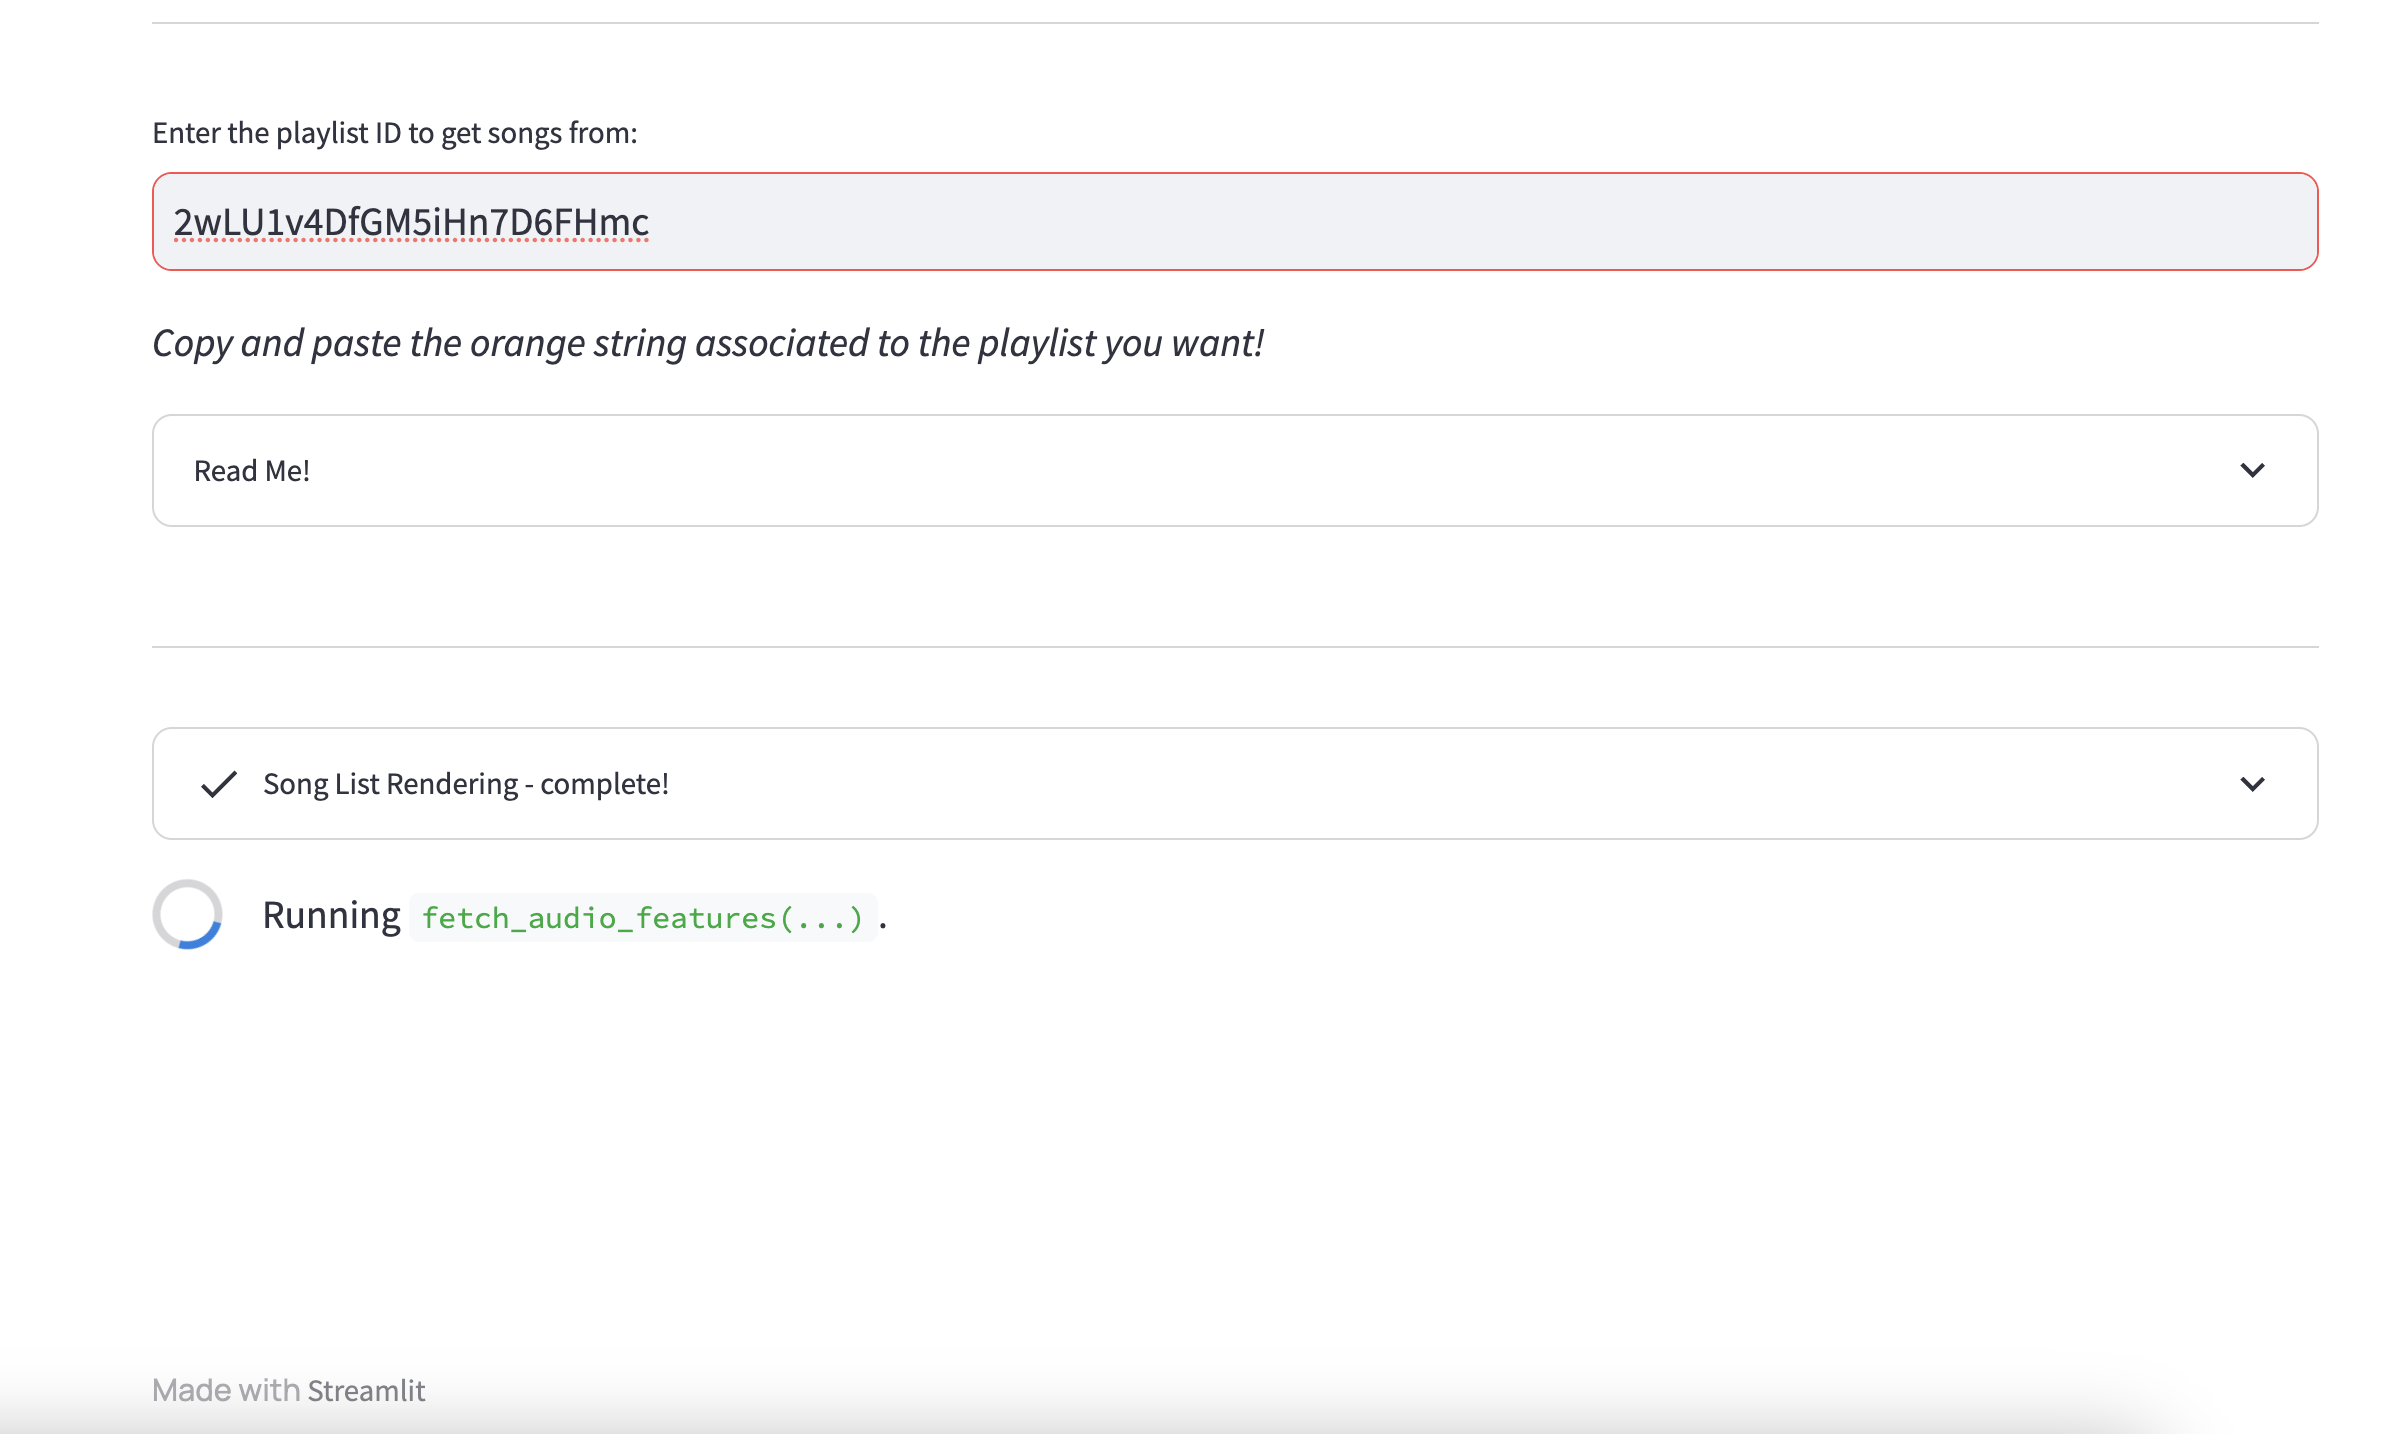 Enter the playlist ID to get songs from:
2wLU1v4DfGM5iHn7D6FHmc
Copy and paste the orange string associated to the playlist you want!
Read Me!
Song List Rendering - complete!
Running fetch_audio_features(...) .
Made with Streamlit